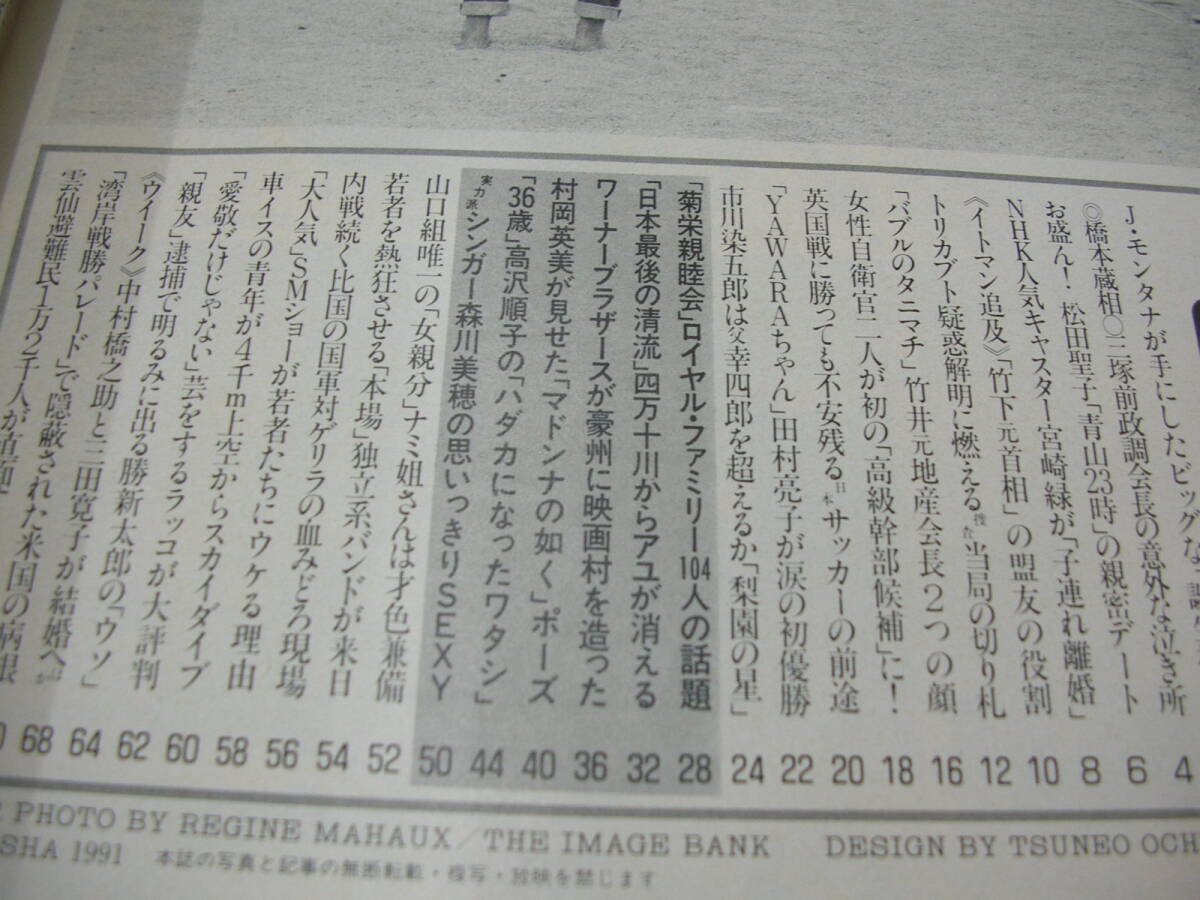 J・モンタナが手にしたビッグな
◎橋本蔵相○三塚前政調会長の意外な泣き所
お盛ん! 松田聖子「青山23時」の親密デート
NHK人気キャスター宮崎緑が「子連れ離婚」
《イトマン追及》「竹下元首相」の盟友の役割
トリカブト疑惑解明に燃える捜査当局の切り札
「バブルのタニマチ」竹井元地産会長2つの顔
女性自衛官二人が初の「高級幹部候補」に!
英国戦に勝っても不安残る日本サッカーの前途
「YAWARAちゃん」田村亮子が涙の初優勝
市川染五郎は父幸四郎を超えるか「梨園の星」
「菊栄親睦会」ロイヤル・ファミリー104人の話題
「日本最後の清流」四万十川からアユが消える
ワーナーブラザースが豪州に映画村を造った
村岡英美が見せた「マドンナの如く」ポーズ
「36歳」高沢順子の「ハダカになったワタシ」
実力派シンガー森川美穂の思いっきりSEXY
山口組唯一の「女親分」ナミ姐さんは才色兼備
若者を熱狂させる「本場」独立系バンドが来日
内戦続く比国の国軍対ゲリラの血みどろ現場
「大人気」SMショーが若者たちにウケる理由
車イスの青年が4千m上空からスカイダイブ
「愛敬だけじゃない」芸をするラッコが大評判
「親友」逮捕で明るみに出る勝新太郎の「ウソ」
《ウイーク》中村橋之助と三田寛子が結婚へほか
「湾岸戦勝パレード」で隠蔽された米国の病根
雲仙避難民1万2千人が直面
4
6
8
10
12
16
18
20
22
24
28
32
36
40
44
50
52
54
56
58
60
62
64
68
PHOTO BY REGINE MAHAUX/THE IMAGE BANK DESIGN BY TSUNEO OCH
SHA 1991 本誌の写真と記事の無断転載・複写・放映を禁じます